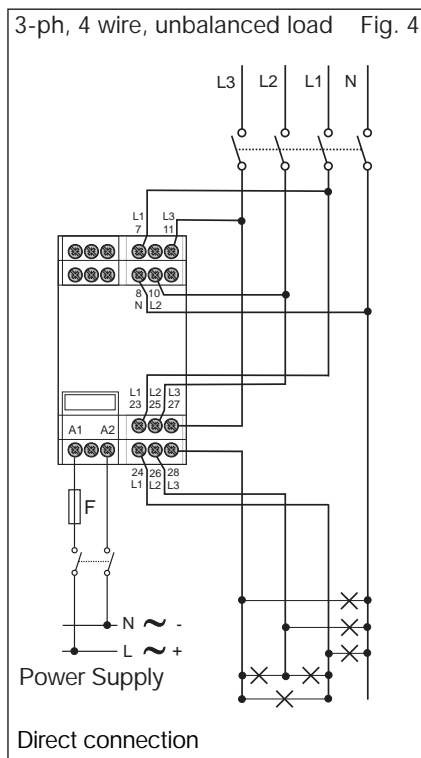 3-ph, 4 wire, unbalanced load Fig. 4
L3 L2 L1 N
L1 L3
7 11
8 10
N L2
L1 L2 L3
23 25 27
A1 A2
24 26 28
L1 L2 L3
F
N ~ -
L ~ +
Power Supply
Direct connection